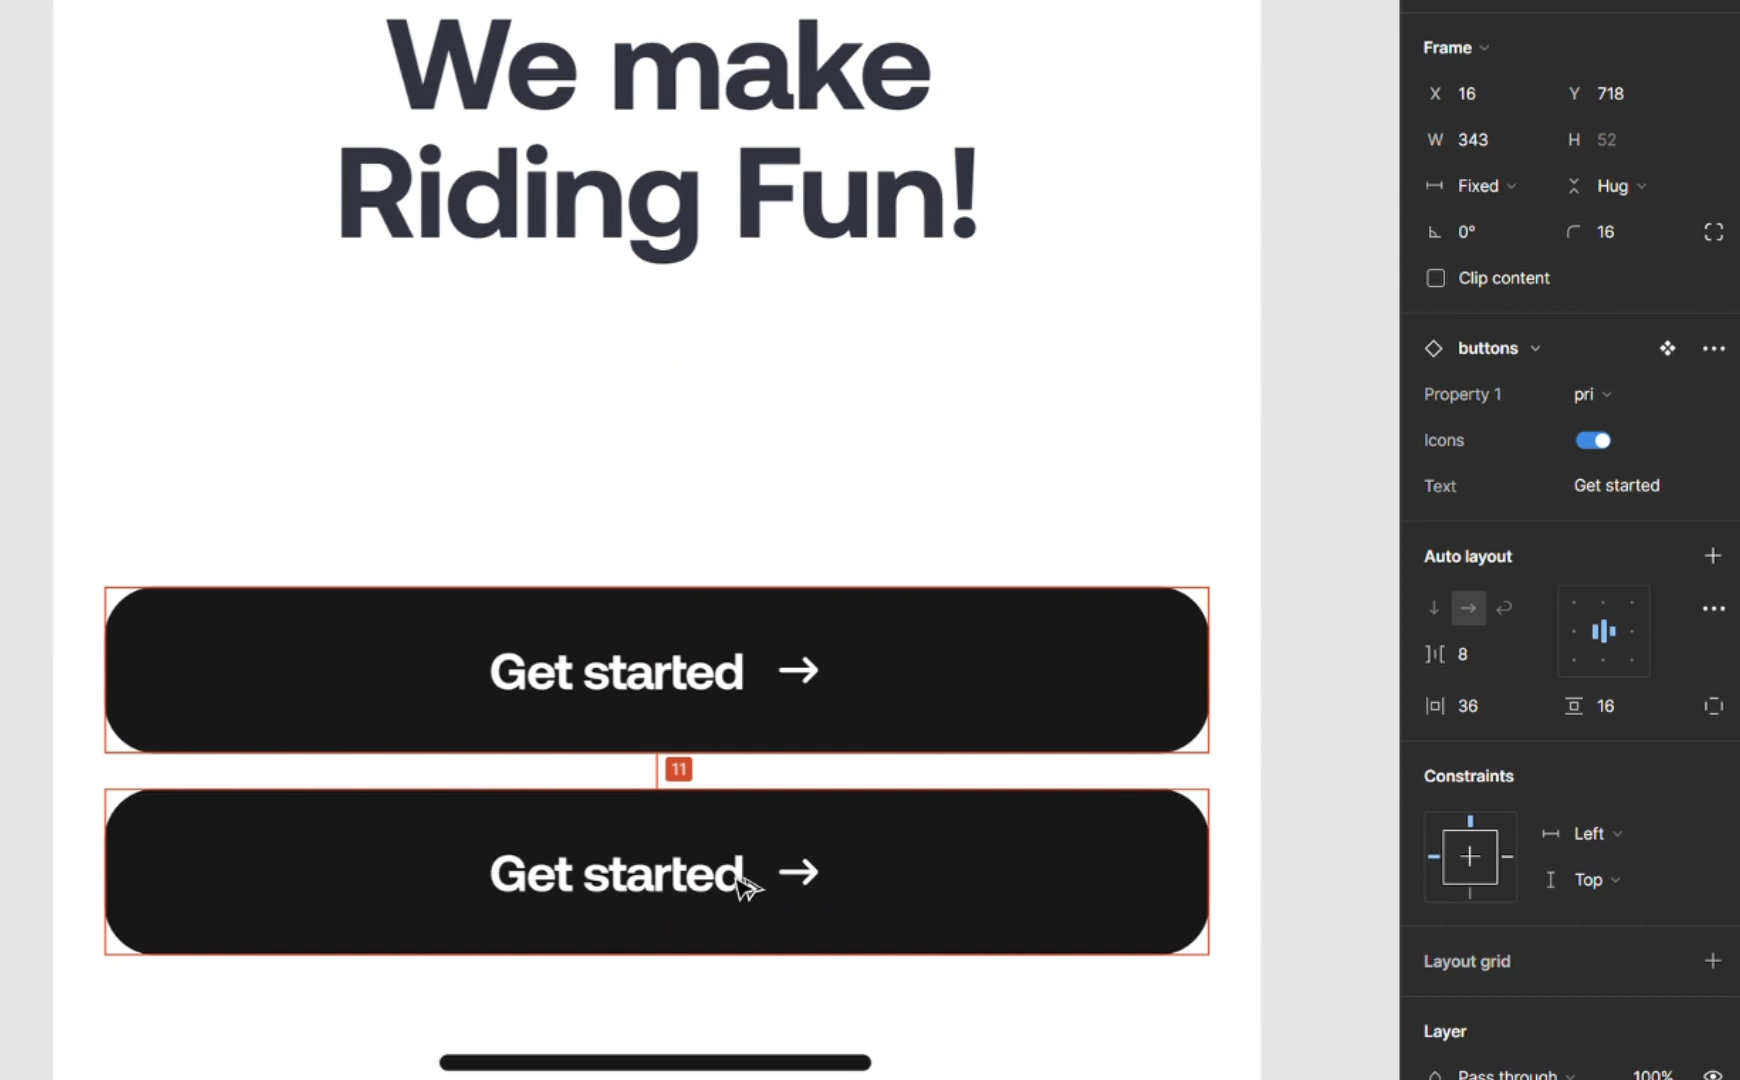 We make
Riding Fun!
Get started →
11
Get started →
Frame
X 16 Y 718
W 343 H 52
Fixed Hug
0° 16
Clip content
buttons
Property 1 pri
Icons
Text Get started
Auto layout
8
36 16
Constraints
Left
Top
Layout grid
Layer
Pass through 100%